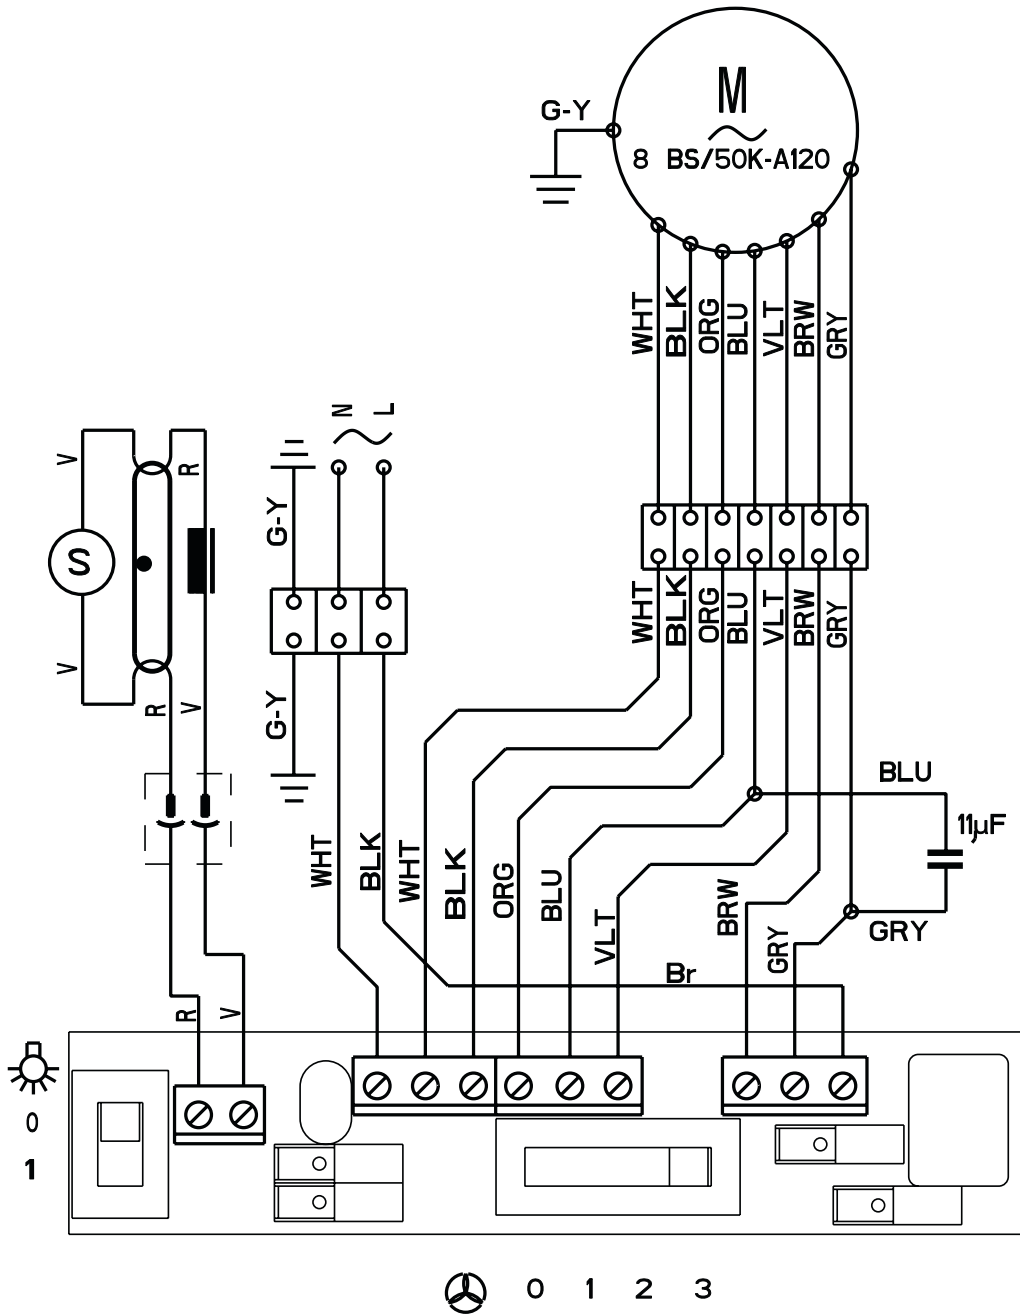 M
G-Y
8 BS/50K-A120
WHT BLK ORG BLU VLT BRW GRY
N L
V R
G-Y
S
WHT BLK ORG BLU VLT BRW GRY
V
R V
G-Y
BLU
11µF
WHT BLK WHT BLK ORG BLU VLT BRW GRY
GRY
Br
R V
0
1
0 1 2 3